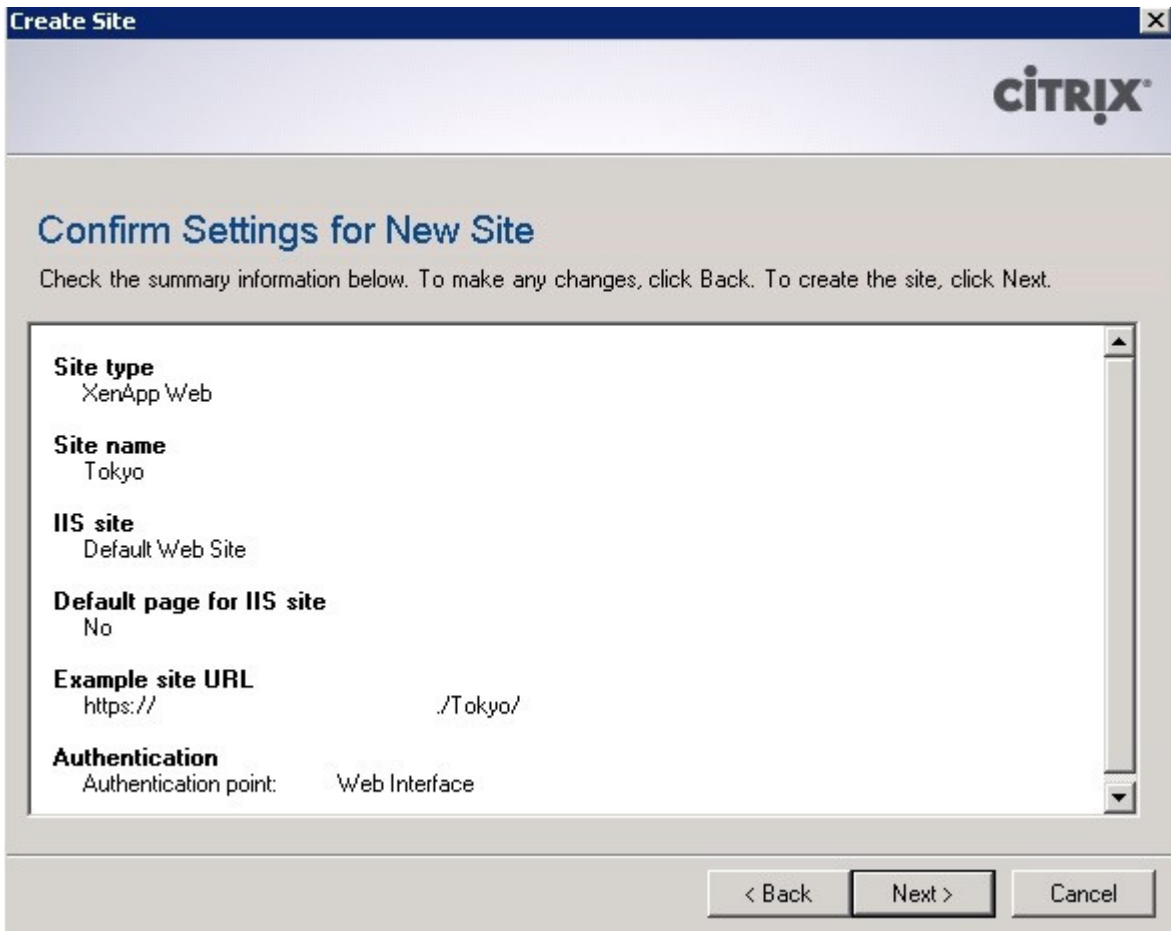 Create Site
CITRIX
Confirm Settings for New Site
Check the summary information below. To make any changes, click Back. To create the site, click Next.
Site type
XenApp Web
Site name
Tokyo
IIS site
Default Web Site
Default page for IIS site
No
Example site URL
https:// ./Tokyo/
Authentication
Authentication point: Web Interface
< Back Next > Cancel